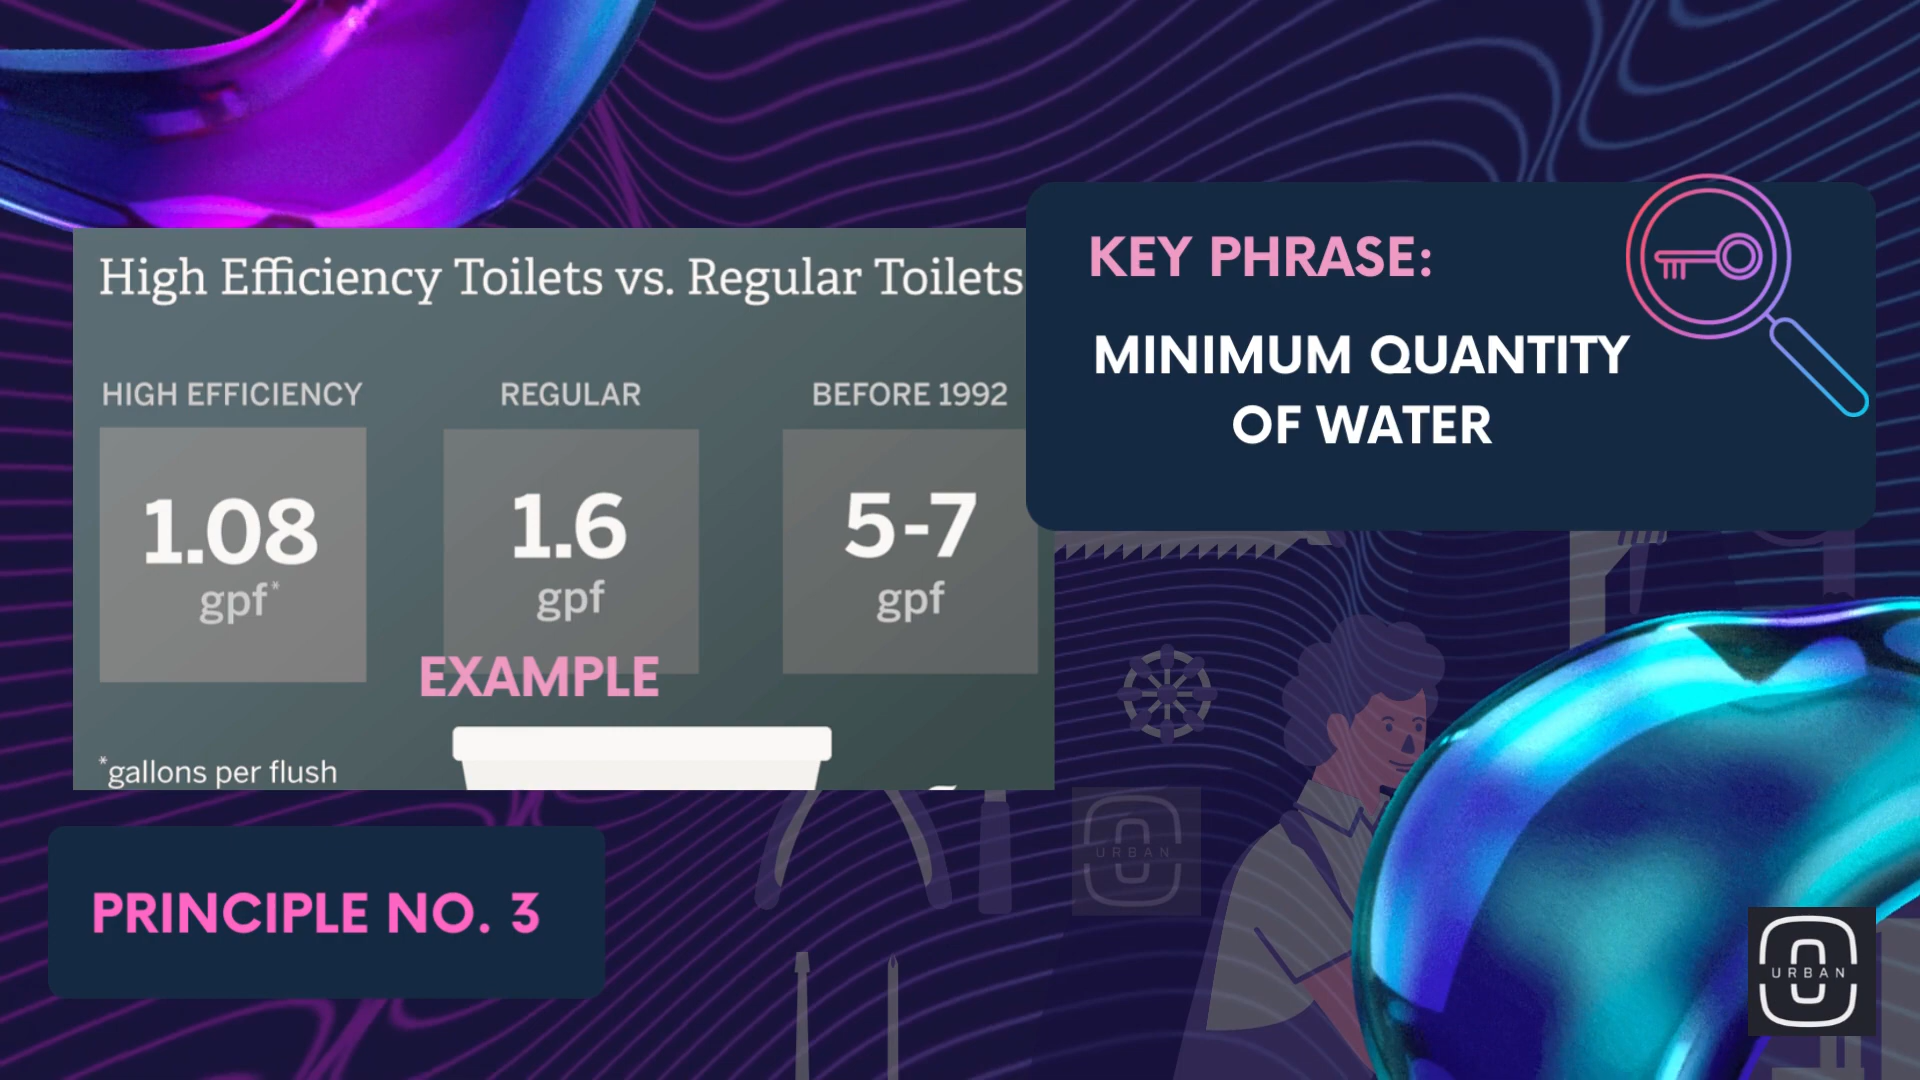 High Efficiency Toilets vs. Regular Toilets
HIGH EFFICIENCY
REGULAR
BEFORE 1992
1.08
gpf*
1.6
gpf
5-7
gpf
EXAMPLE
*gallons per flush
KEY PHRASE:
MINIMUM QUANTITY
OF WATER
PRINCIPLE NO. 3
URBAN
URBAN